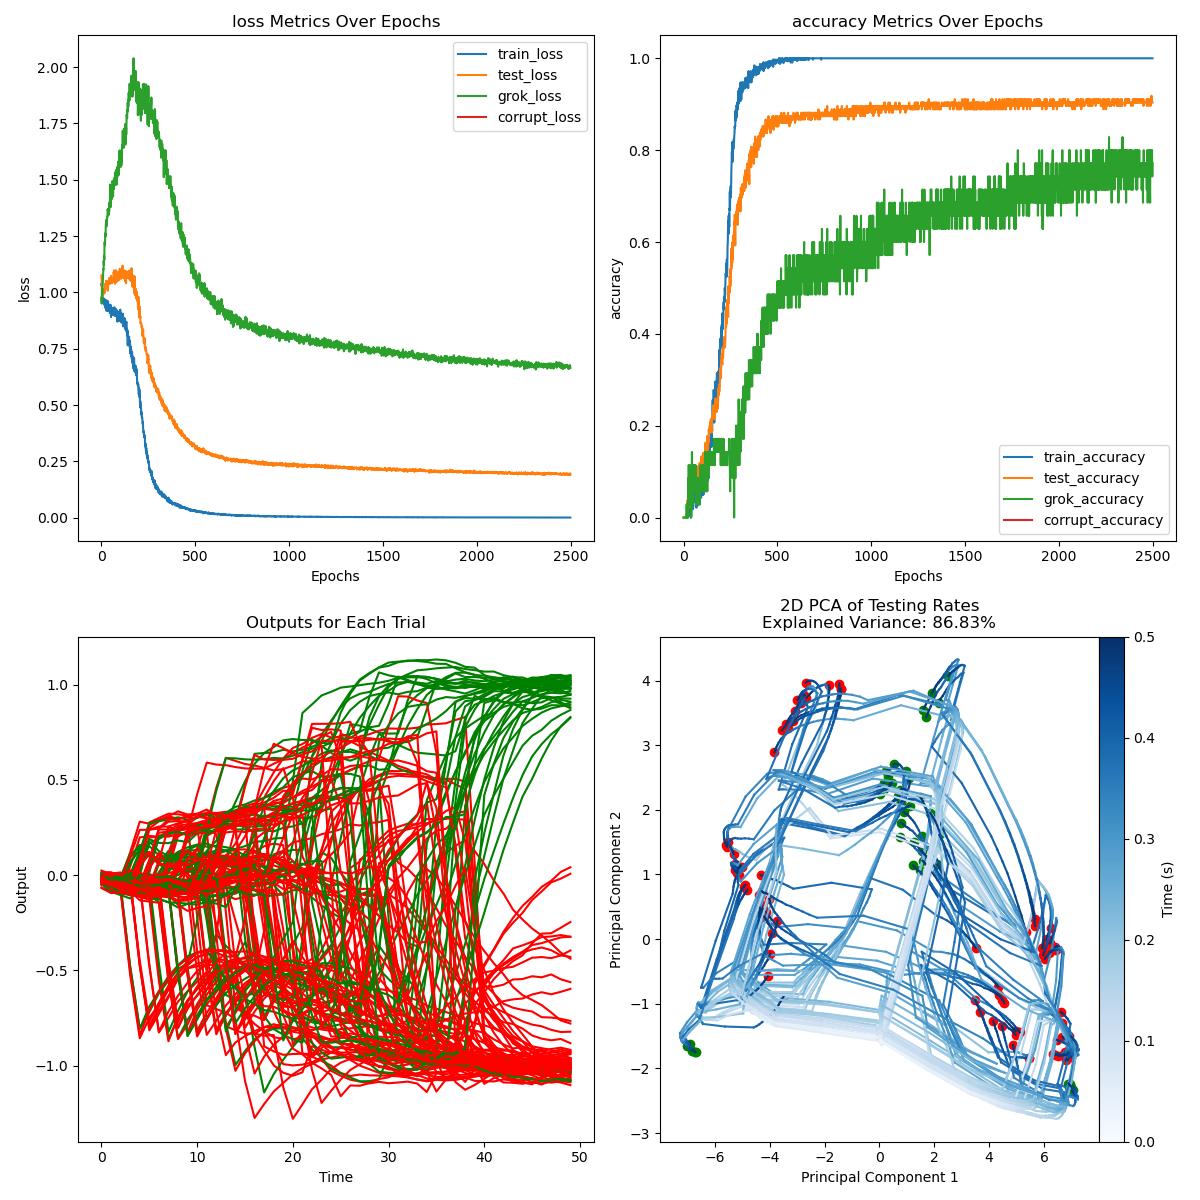 loss Metrics Over Epochs
2.00
1.75
1.50
1.25
1.00
0.75
0.50
0.25
0.00
loss
0
500
1000
1500
2000
2500
Epochs
train_loss
test_loss
grok_loss
corrupt_loss
accuracy Metrics Over Epochs
1.0
0.8
0.6
0.4
0.2
0.0
accuracy
0
500
1000
1500
2000
2500
Epochs
train_accuracy
test_accuracy
grok_accuracy
corrupt_accuracy
Outputs for Each Trial
1.0
0.5
0.0
−0.5
−1.0
Output
0
10
20
30
40
50
Time
2D PCA of Testing Rates
Explained Variance: 86.83%
4
3
2
1
0
−1
−2
−3
Principal Component 2
−6
−4
−2
0
2
4
6
Principal Component 1
0.5
0.4
0.3
0.2
0.1
0.0
Time (s)